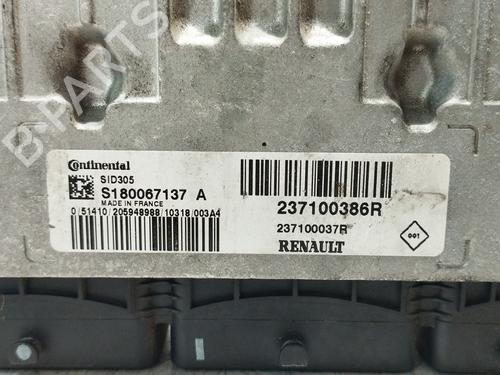 B-PARTS
Continental
SID305
S180067137 A
MADE IN FRANCE
0/51410/205948988/10318/003A4
237100386R
237100037R
RENAULT
001